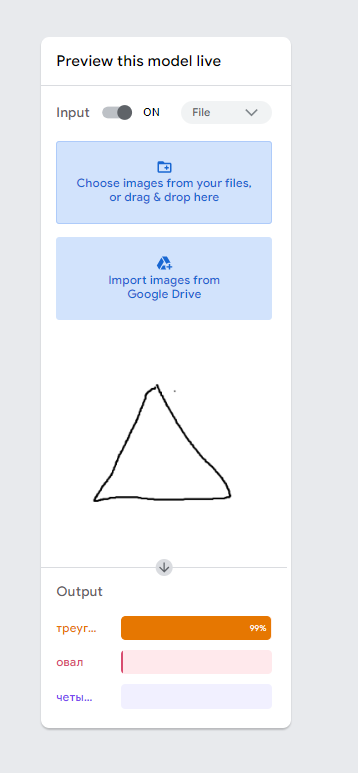 Preview this model live
Input ON File
Choose images from your files,
or drag & drop here
Import images from
Google Drive
Output
треуг... 99%
овал
четы...